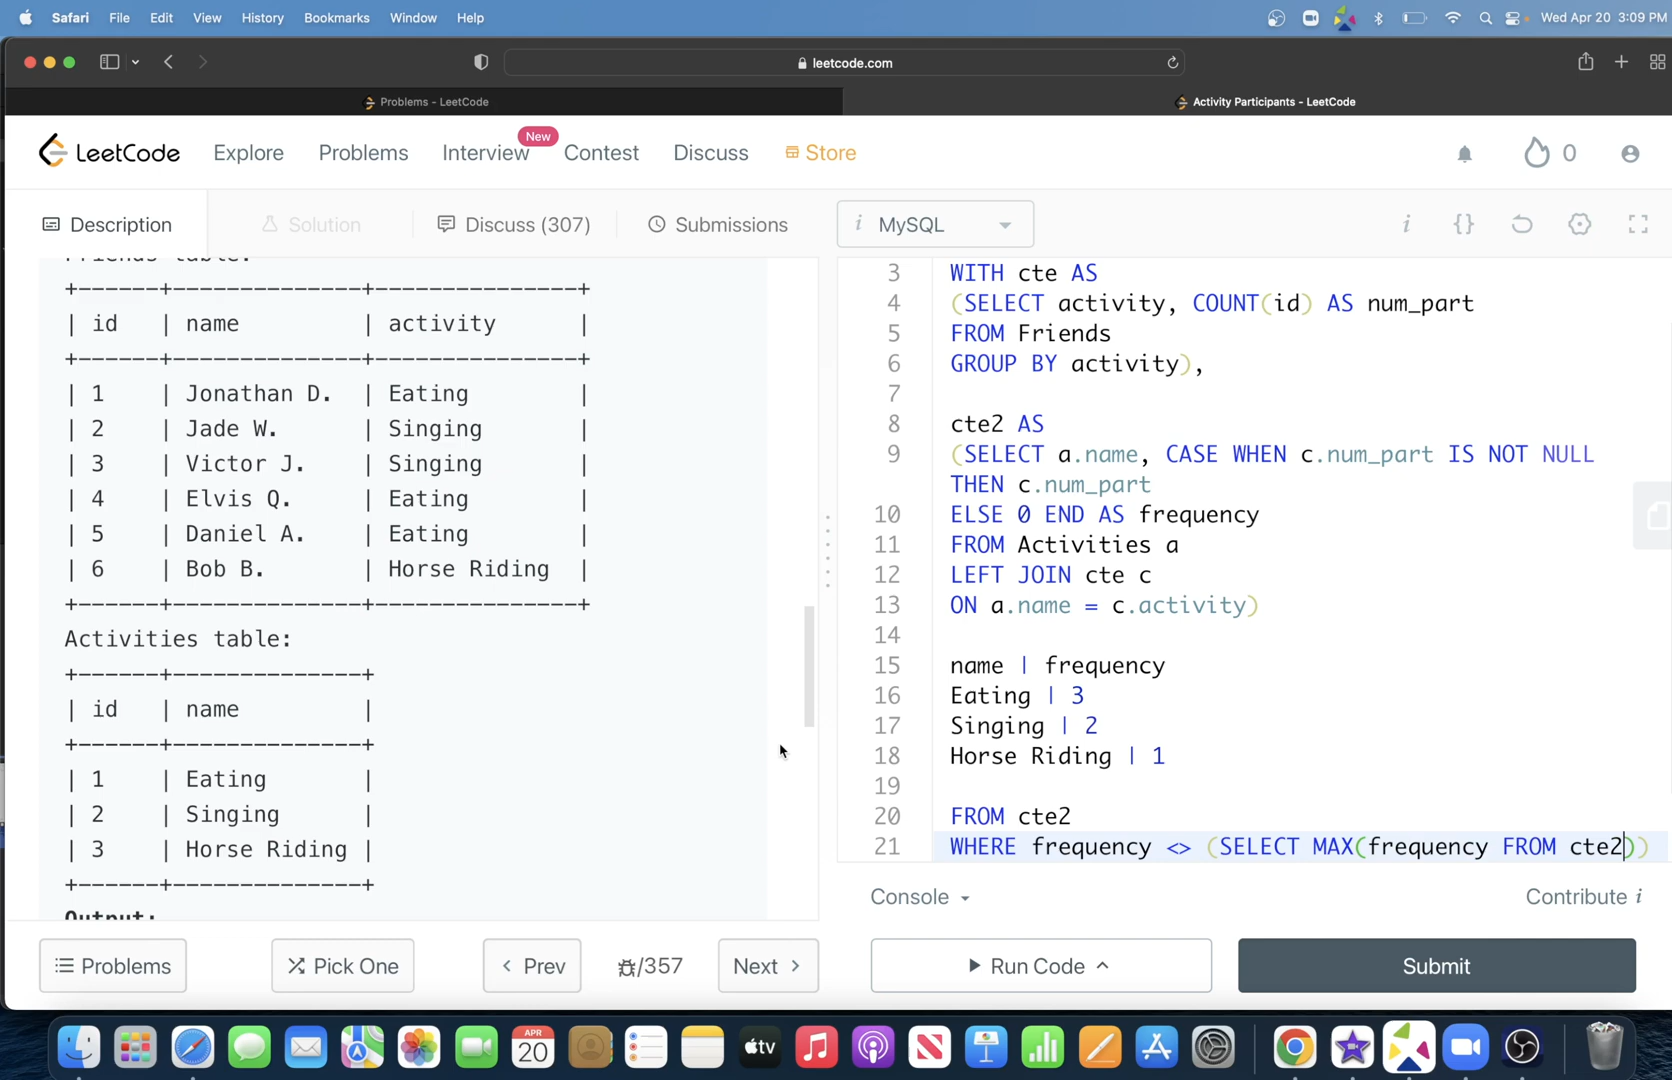 Safari File Edit View History Bookmarks Window Help Wed Apr 20 3:09 PM
leetcode.com
Problems - LeetCode Activity Participants - LeetCode
New
LeetCode Explore Problems Interview Contest Discuss Store 0
Description Solution Discuss (307) Submissions i MySQL i {}
Friends table:
+------+--------------+---------------+
| id | name | activity |
+------+--------------+---------------+
| 1 | Jonathan D. | Eating |
| 2 | Jade W. | Singing |
| 3 | Victor J. | Singing |
| 4 | Elvis Q. | Eating |
| 5 | Daniel A. | Eating |
| 6 | Bob B. | Horse Riding |
+------+--------------+---------------+
Activities table:
+------+--------------+
| id | name |
+------+--------------+
| 1 | Eating |
| 2 | Singing |
| 3 | Horse Riding |
+------+--------------+
Output:
3 WITH cte AS
4 (SELECT activity, COUNT(id) AS num_part
5 FROM Friends
6 GROUP BY activity),
7
8 cte2 AS
9 (SELECT a.name, CASE WHEN c.num_part IS NOT NULL
THEN c.num_part
10 ELSE 0 END AS frequency
11 FROM Activities a
12 LEFT JOIN cte c
13 ON a.name = c.activity)
14
15 name | frequency
16 Eating | 3
17 Singing | 2
18 Horse Riding | 1
19
20 FROM cte2
21 WHERE frequency <> (SELECT MAX(frequency FROM cte2))
Console Contribute i
Problems Pick One < Prev /357 Next > Run Code Submit
APR
20
tv